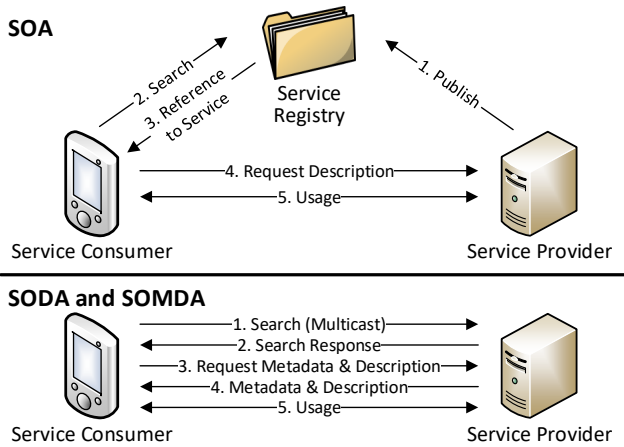 SOA
2. Search
3. Reference
to Service
Service
Registry
1. Publish
4. Request Description
5. Usage
Service Consumer
Service Provider
SODA and SOMDA
1. Search (Multicast)
2. Search Response
3. Request Metadata & Description
4. Metadata & Description
5. Usage
Service Consumer
Service Provider